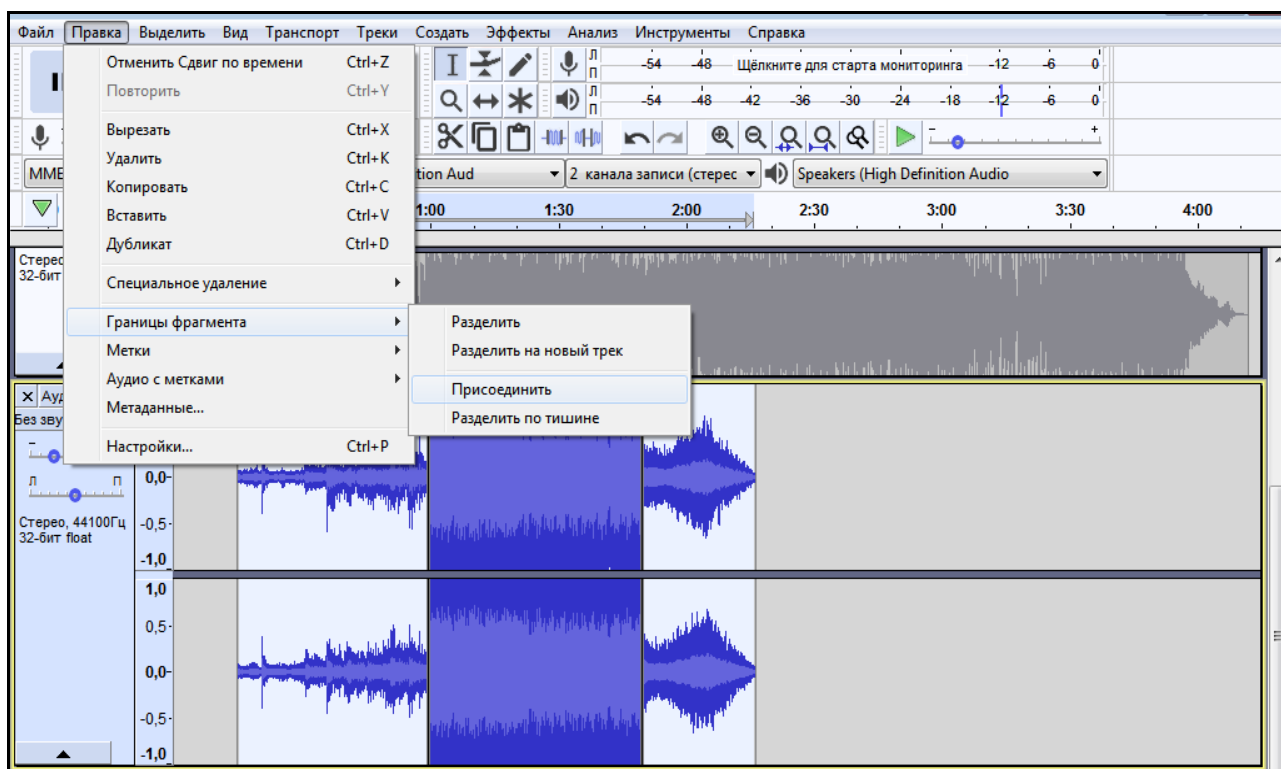 Файл Правка Выделить Вид Транспорт Треки Создать Эффекты Анализ Инструменты Справка
Отменить Сдвиг по времени Ctrl+Z
Повторить Ctrl+Y
Вырезать Ctrl+X
Удалить Ctrl+K
Копировать Ctrl+C
Вставить Ctrl+V
Дубликат Ctrl+D
Специальное удаление
Границы фрагмента
Метки
Аудио с метками
Метаданные...
Настройки... Ctrl+P
Разделить
Разделить на новый трек
Присоединить
Разделить по тишине
Л
П
-54 -48 Щёлкните для старта мониторинга -12 -6 0
Л
П
-54 -48 -42 -36 -30 -24 -18 -12 -6 0
- +
MME
tion Aud 2 канала записи (стерес Speakers (High Definition Audio
1:00 1:30 2:00 2:30 3:00 3:30 4:00
Стерео
32-бит
X Ауд
Без зву
-
Л П
Стерео, 44100Гц
32-бит float
0,0
-0,5
-1,0
1,0
0,5
0,0
-0,5
-1,0